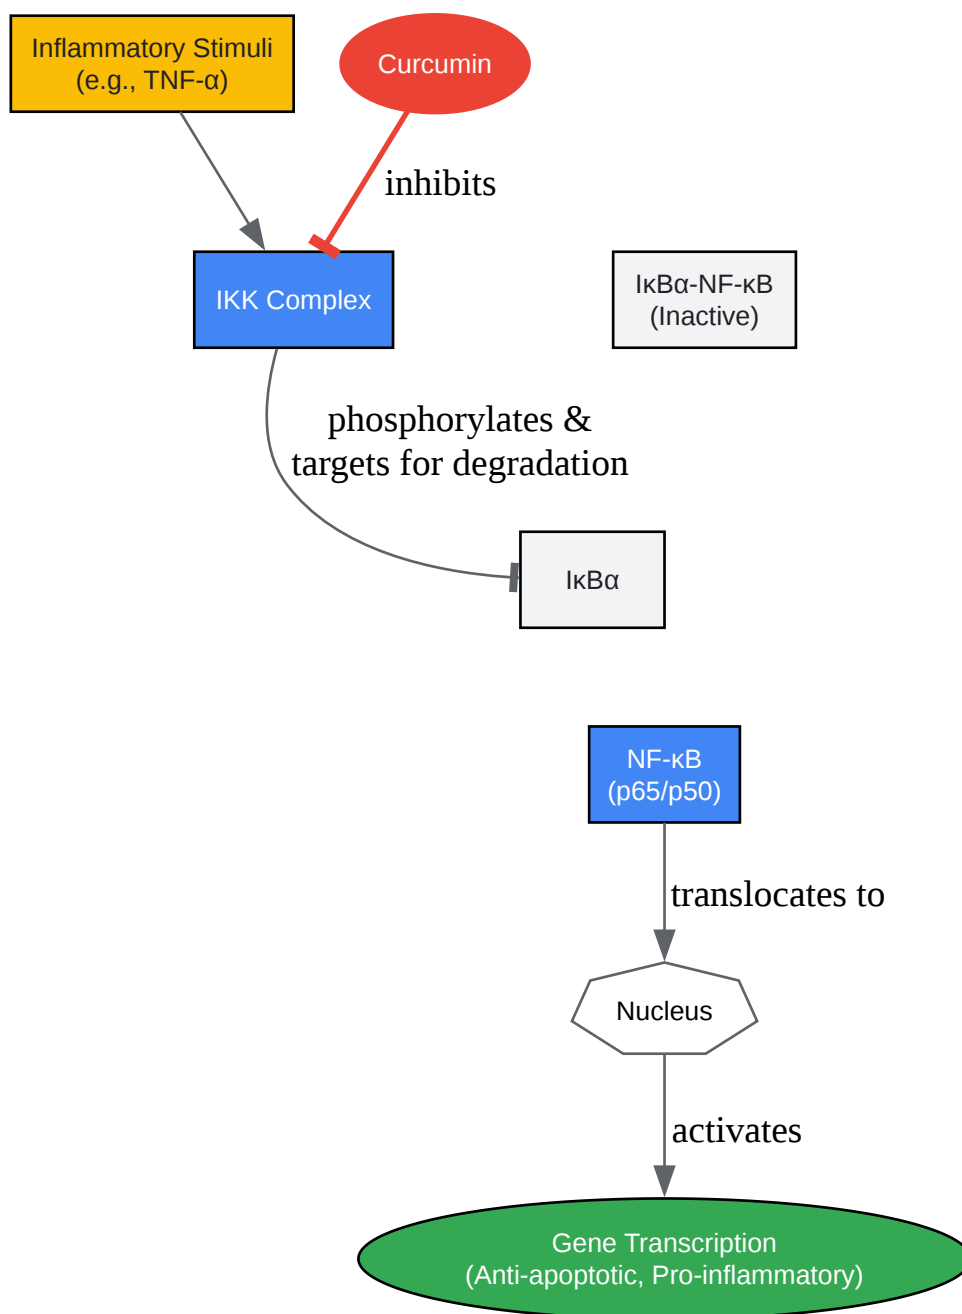 Inflammatory Stimuli
(e.g., TNF-α)
Curcumin
inhibits
IKK Complex
IκBα-NF-κB
(Inactive)
phosphorylates &
targets for degradation
IκBα
NF-κB
(p65/p50)
translocates to
Nucleus
activates
Gene Transcription
(Anti-apoptotic, Pro-inflammatory)